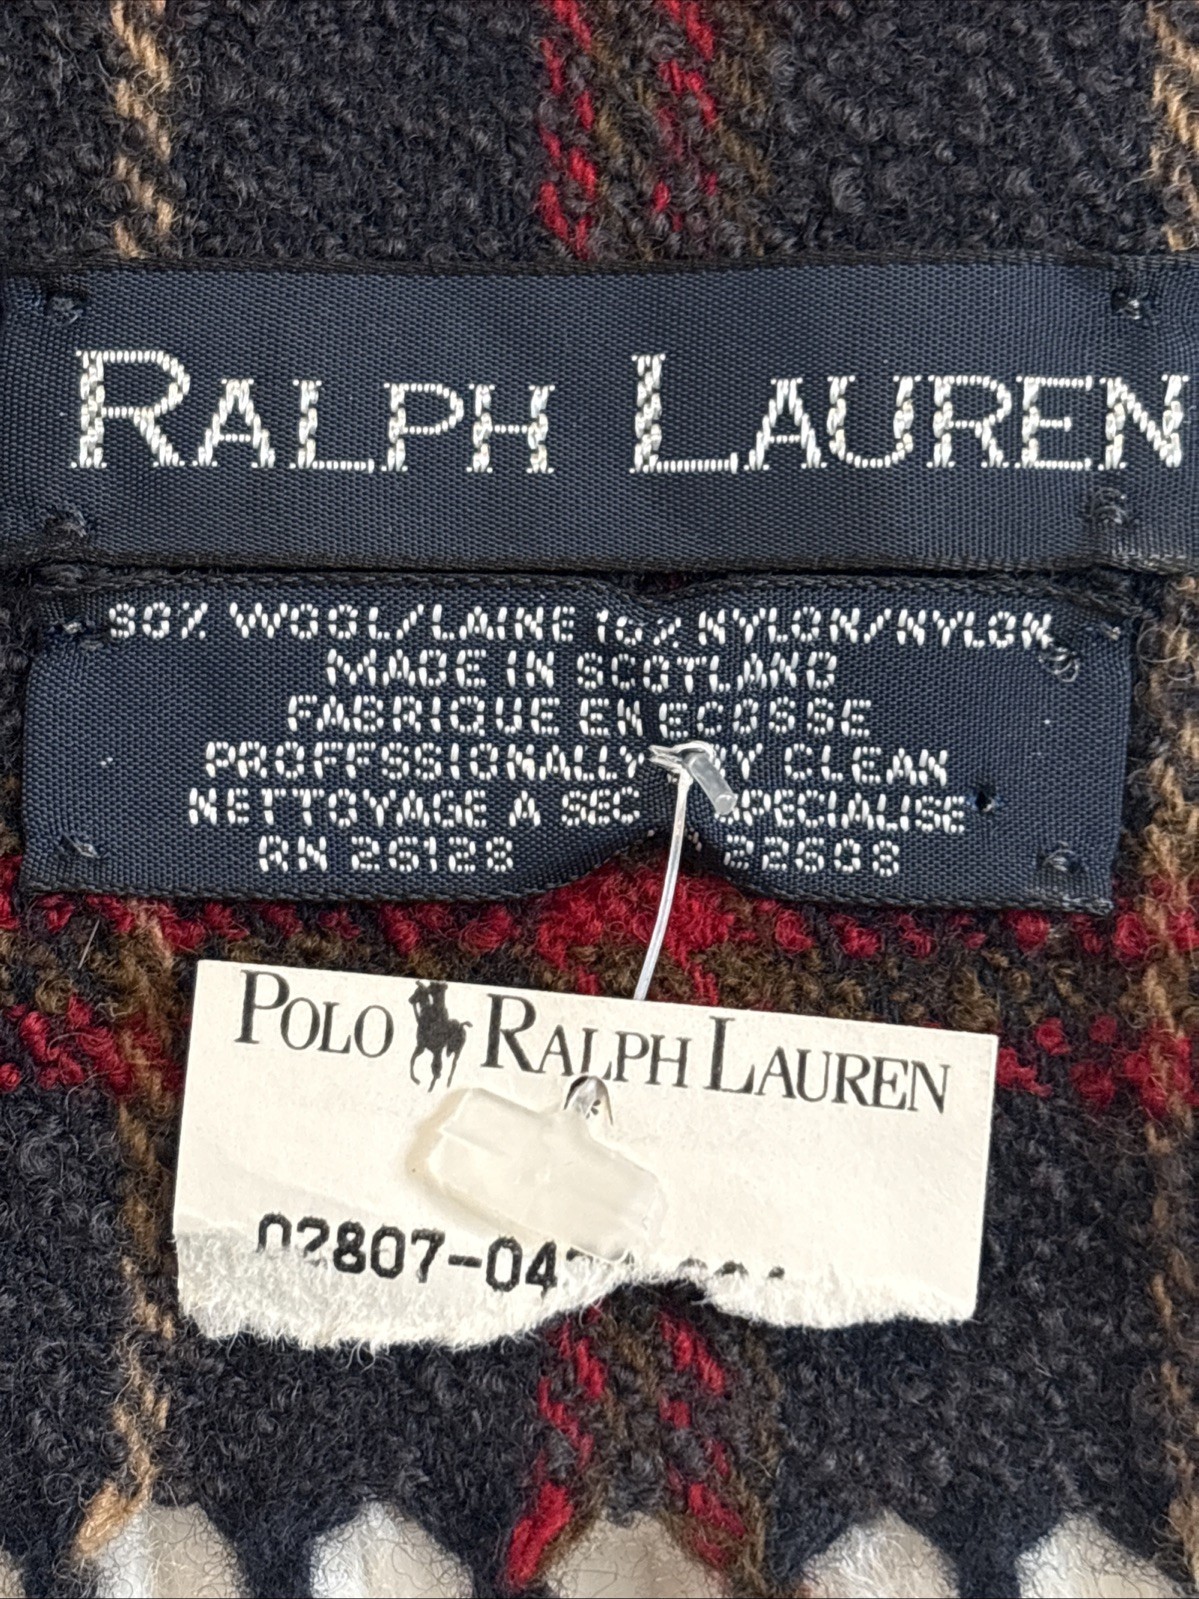 RALPH LAUREN
90% WOOL/LAINE 10% NYLON/NYLON
MADE IN SCOTLAND
FABRIQUE EN ECOSSE
PROFFSSIONALLY CLEAN
NETTOYAGE A SEC SPECIALISE
RN 26128 22608
POLO RALPH LAUREN
02807-04